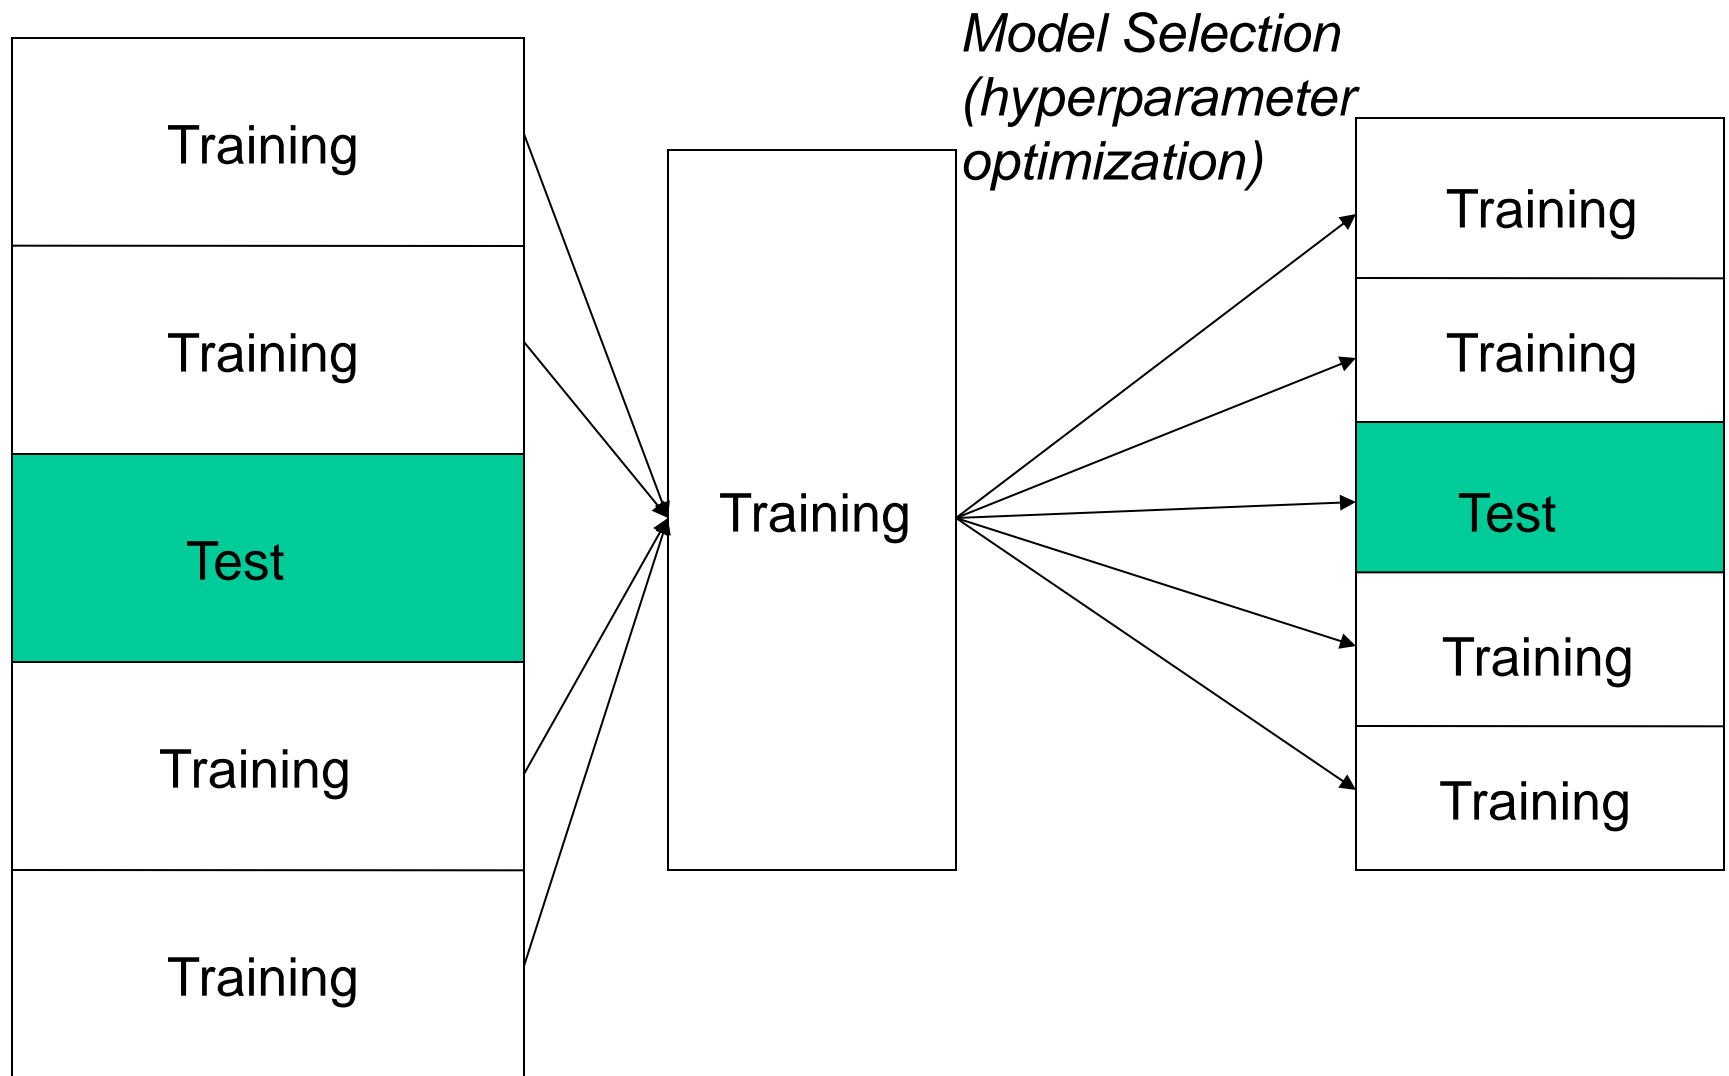 Training
Training
Test
Training
Training
Training
Model Selection
(hyperparameter
optimization)
Training
Training
Test
Training
Training